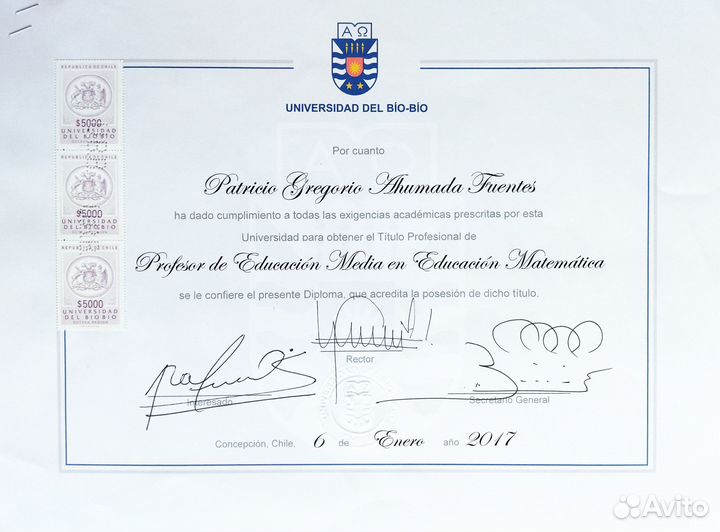 ΑΩ
UNIVERSIDAD DEL BÍO-BÍO
REPUBLICA DE CHILE
$5000
UNIVERSIDAD
DEL BIO BIO
REPUBLICA DE CHILE
$5000
UNIVERSIDAD
DEL BIO BIO
REPUBLICA DE CHILE
$5000
UNIVERSIDAD
DEL BIO BIO
OCTAVA REGION
Por cuanto
Patricio Gregorio Ahumada Fuentes
ha dado cumplimiento a todas las exigencias académicas prescritas por esta
Universidad para obtener el Título Profesional de
Profesor de Educación Media en Educación Matemática
se le confiere el presente Diploma, que acredita la posesión de dicho título.
Rector
Interesado
Secretario General
Concepción, Chile, 6 de Enero año 2017
Avito